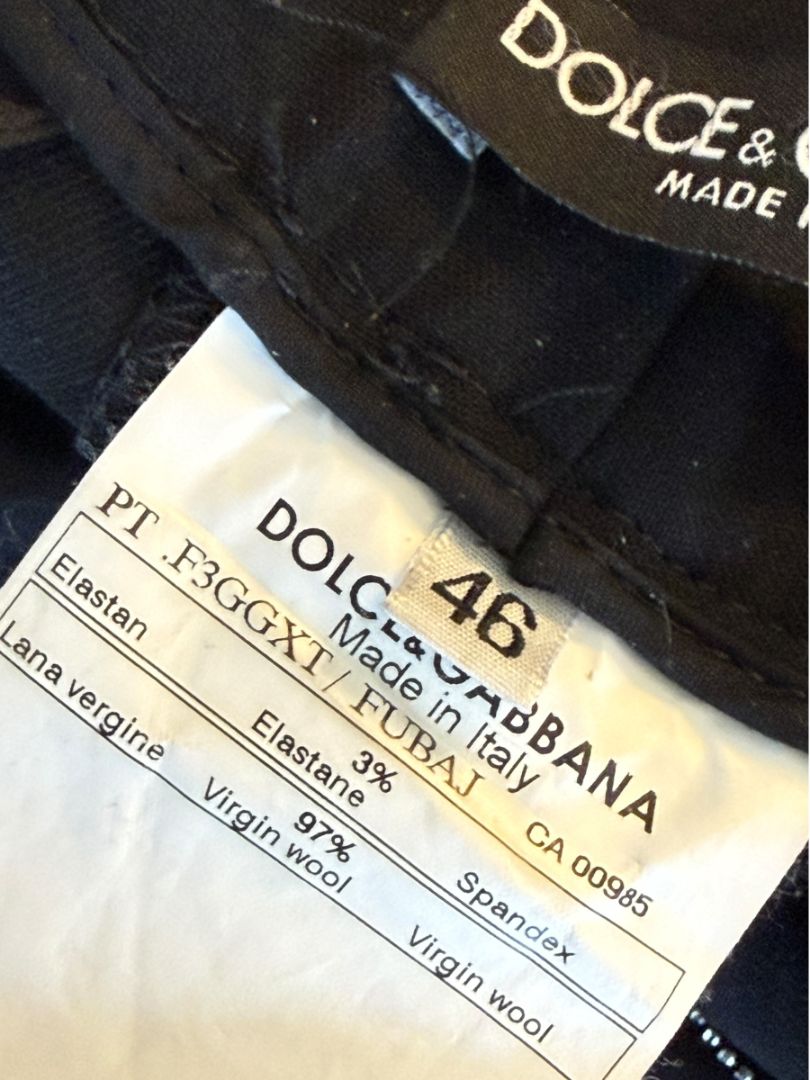 DOLCE&
MADE
46
DOLCE&GABBANA
Made in Italy
PT .F3GGXT/ FUBAJ CA 00985
Elastan 3% Spandex
Elastane
Lana vergine 97% Virgin wool
Virgin wool